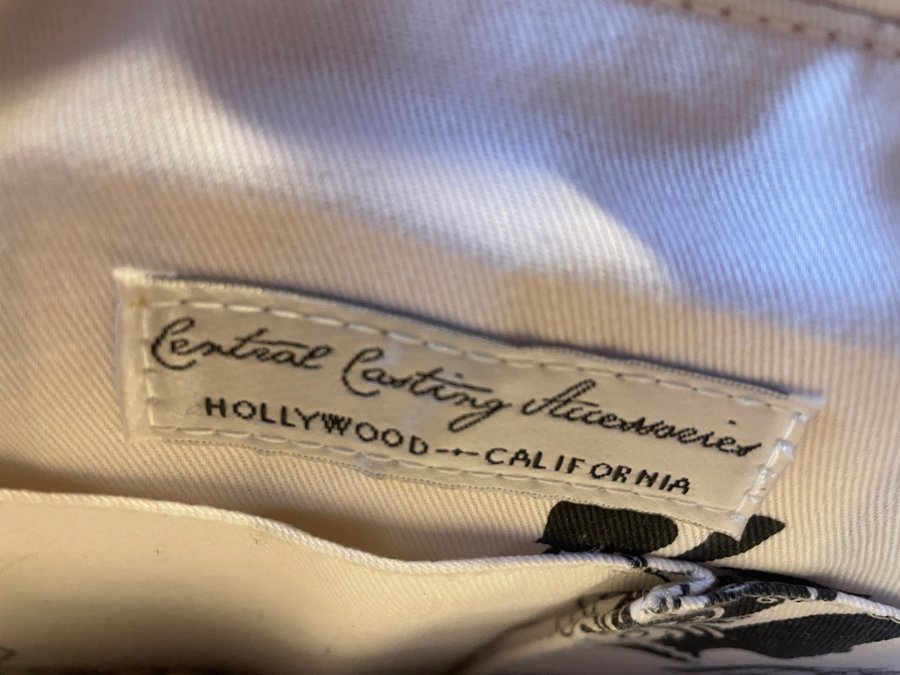 Central Casting Accessories
HOLLYWOOD-•-CALIFORNIA